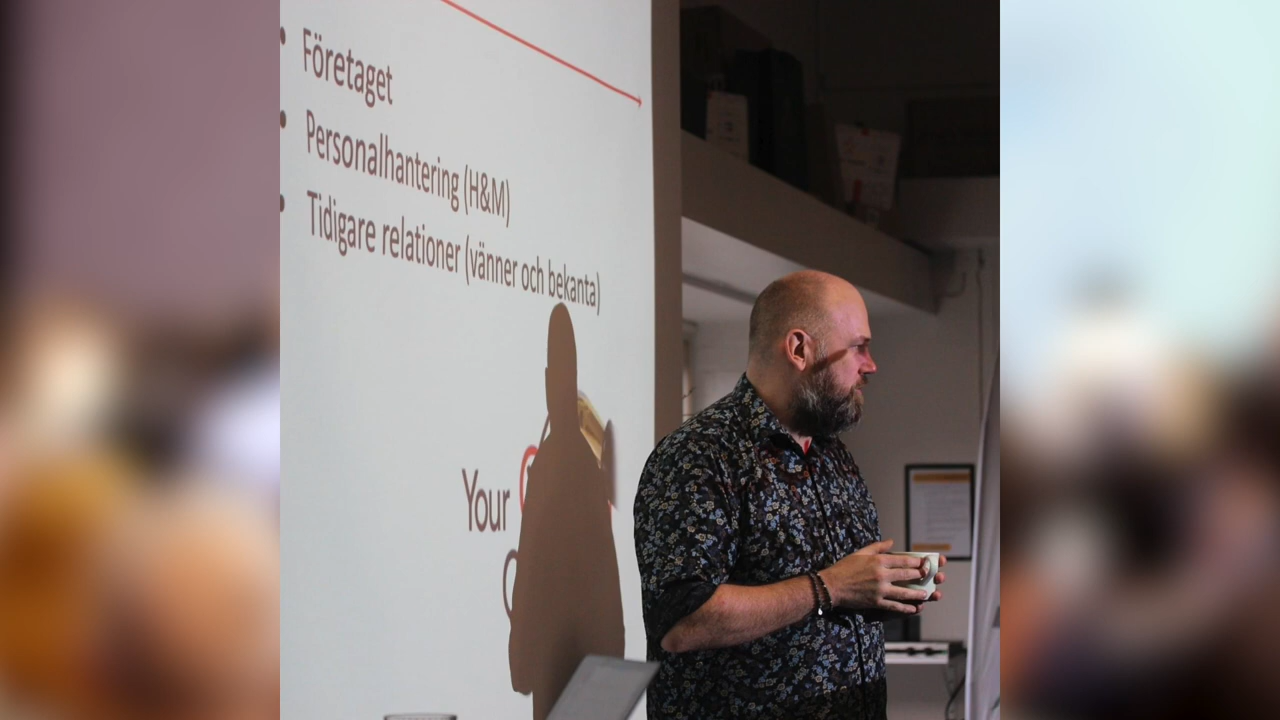 Företaget
Personalhantering (H&M)
Tidigare relationer (vänner och bekanta)
Your